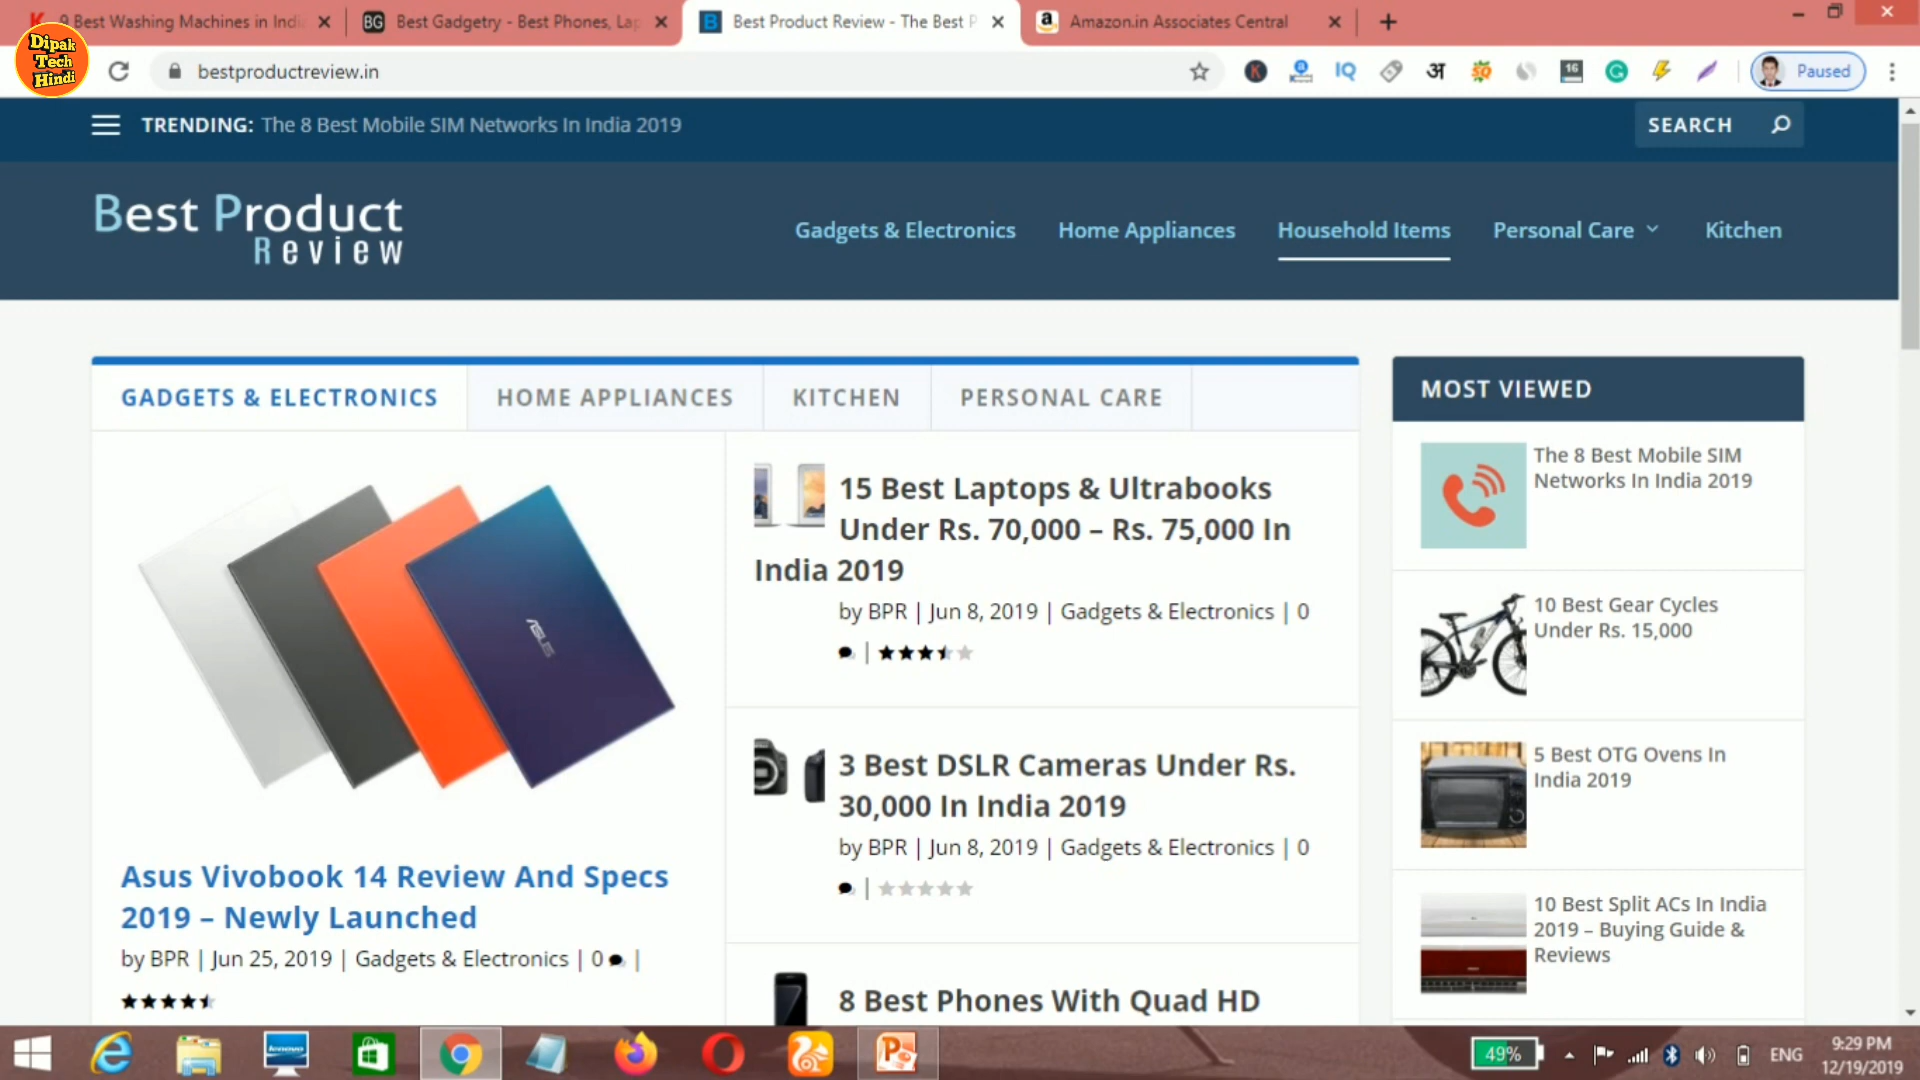 9 Best Washing Machines in Indi
BG Best Gadgetry - Best Phones, Lap
B Best Product Review - The Best P
a Amazon.in Associates Central
Dipak
Tech
Hindi
bestproductreview.in
K
IQ
अ
16
G
Paused
TRENDING: The 8 Best Mobile SIM Networks In India 2019
SEARCH
Best Product
Review
Gadgets & Electronics
Home Appliances
Household Items
Personal Care
Kitchen
GADGETS & ELECTRONICS
HOME APPLIANCES
KITCHEN
PERSONAL CARE
ASUS
Asus Vivobook 14 Review And Specs
2019 – Newly Launched
by BPR | Jun 25, 2019 | Gadgets & Electronics | 0 |
15 Best Laptops & Ultrabooks
Under Rs. 70,000 – Rs. 75,000 In
India 2019
by BPR | Jun 8, 2019 | Gadgets & Electronics | 0
|
3 Best DSLR Cameras Under Rs.
30,000 In India 2019
by BPR | Jun 8, 2019 | Gadgets & Electronics | 0
|
8 Best Phones With Quad HD
MOST VIEWED
The 8 Best Mobile SIM
Networks In India 2019
10 Best Gear Cycles
Under Rs. 15,000
5 Best OTG Ovens In
India 2019
10 Best Split ACs In India
2019 – Buying Guide &
Reviews
lenovo
49%
ENG
9:29 PM
12/19/2019